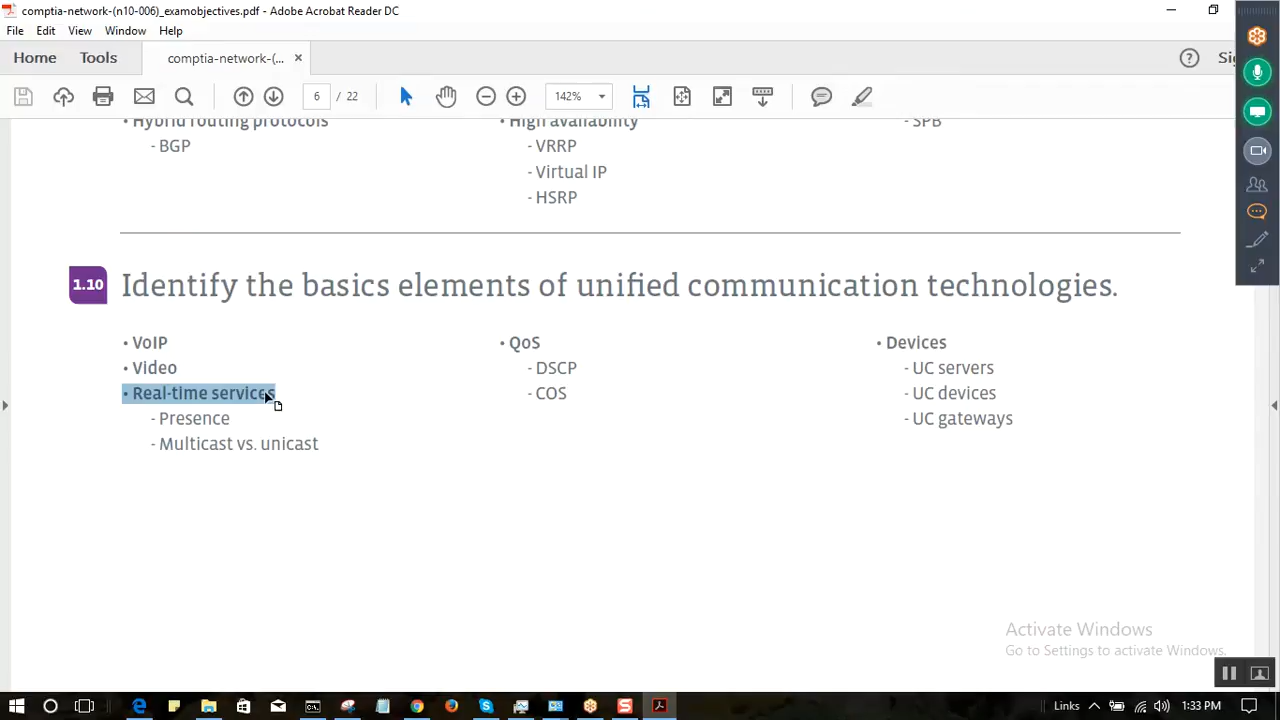 comptia-network-(n10-006)_examobjectives.pdf - Adobe Acrobat Reader DC
File Edit View Window Help
Home Tools comptia-network-(... ×
? Sig
6 / 22 142%
• Hybrid routing protocols
- BGP
• High availability
- VRRP
- Virtual IP
- HSRP
- SPB
1.10 Identify the basics elements of unified communication technologies.
• VoIP
• Video
• Real-time services
- Presence
- Multicast vs. unicast
• QoS
- DSCP
- COS
• Devices
- UC servers
- UC devices
- UC gateways
Activate Windows
Go to Settings to activate Windows.
Links 1:33 PM